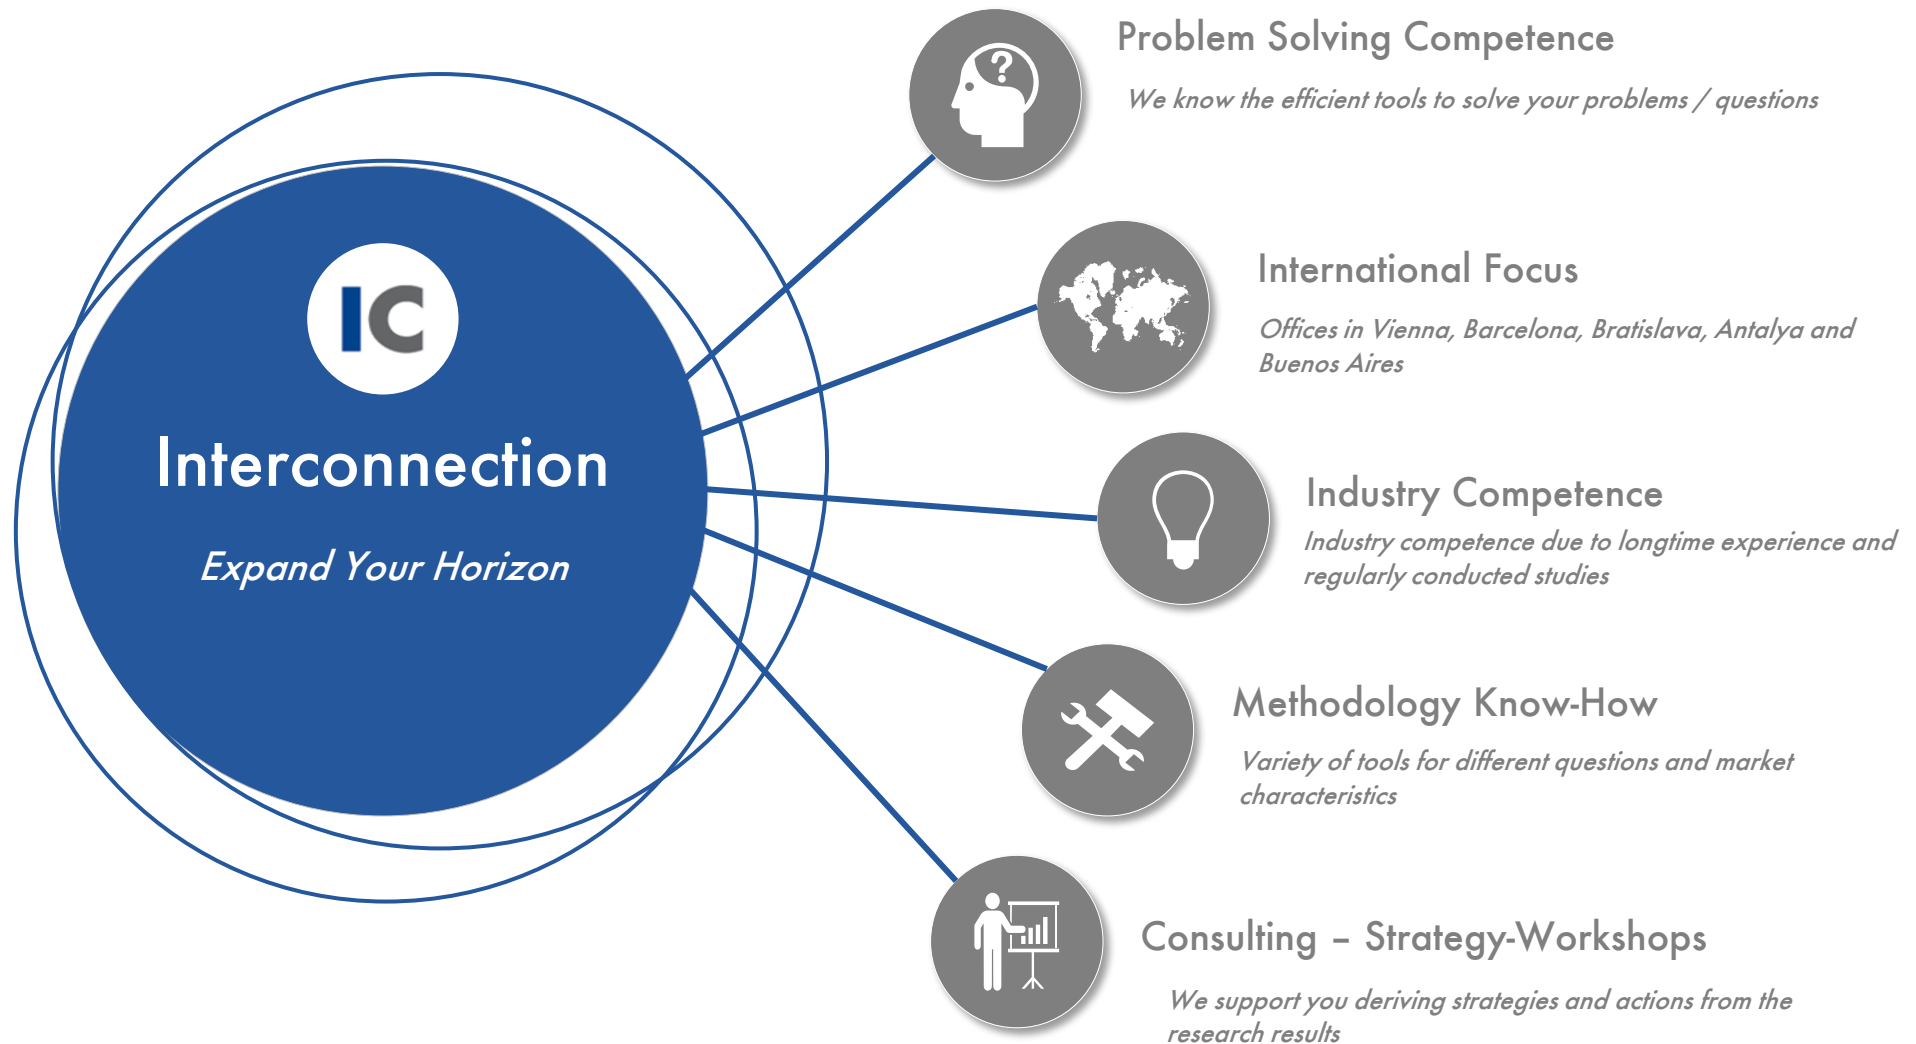 IC
Interconnection
Expand Your Horizon
?
Problem Solving Competence
We know the efficient tools to solve your problems / questions
International Focus
Offices in Vienna, Barcelona, Bratislava, Antalya and
Buenos Aires
Industry Competence
Industry competence due to longtime experience and
regularly conducted studies
Methodology Know-How
Variety of tools for different questions and market
characteristics
Consulting – Strategy-Workshops
We support you deriving strategies and actions from the
research results